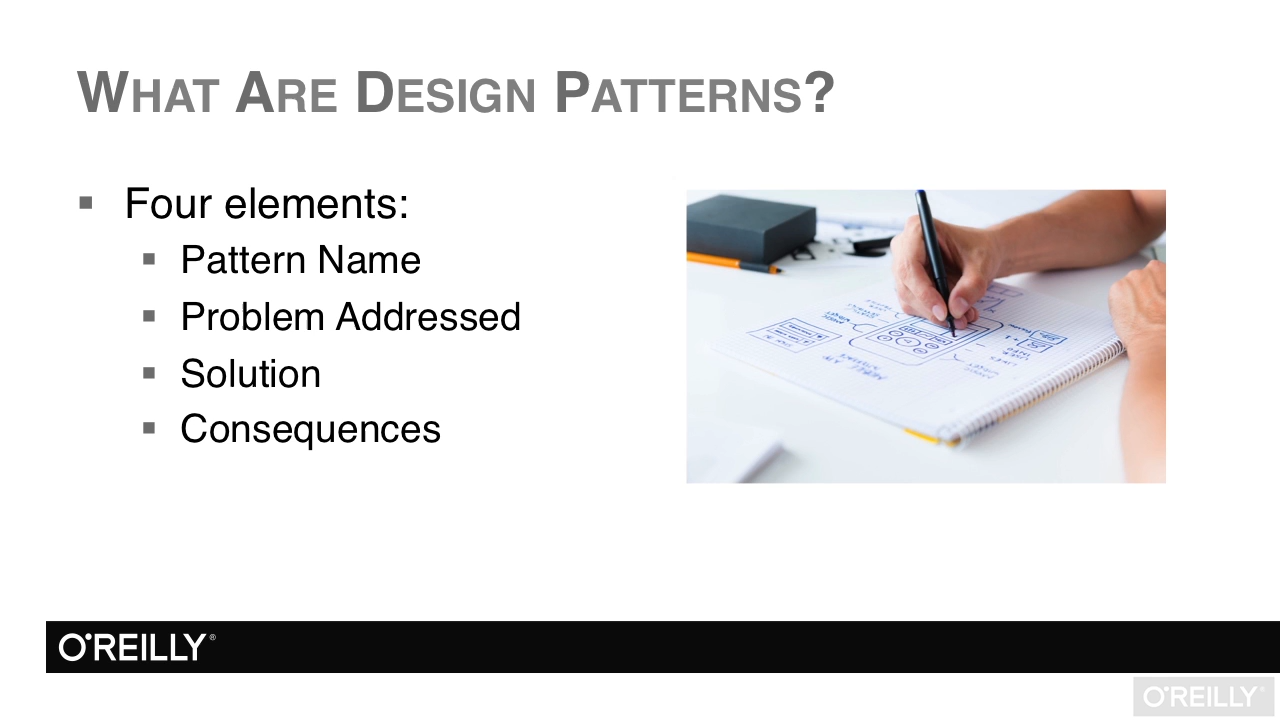 WHAT ARE DESIGN PATTERNS?
Four elements:
Pattern Name
Problem Addressed
Solution
Consequences
O'REILLY®
O'REILLY®